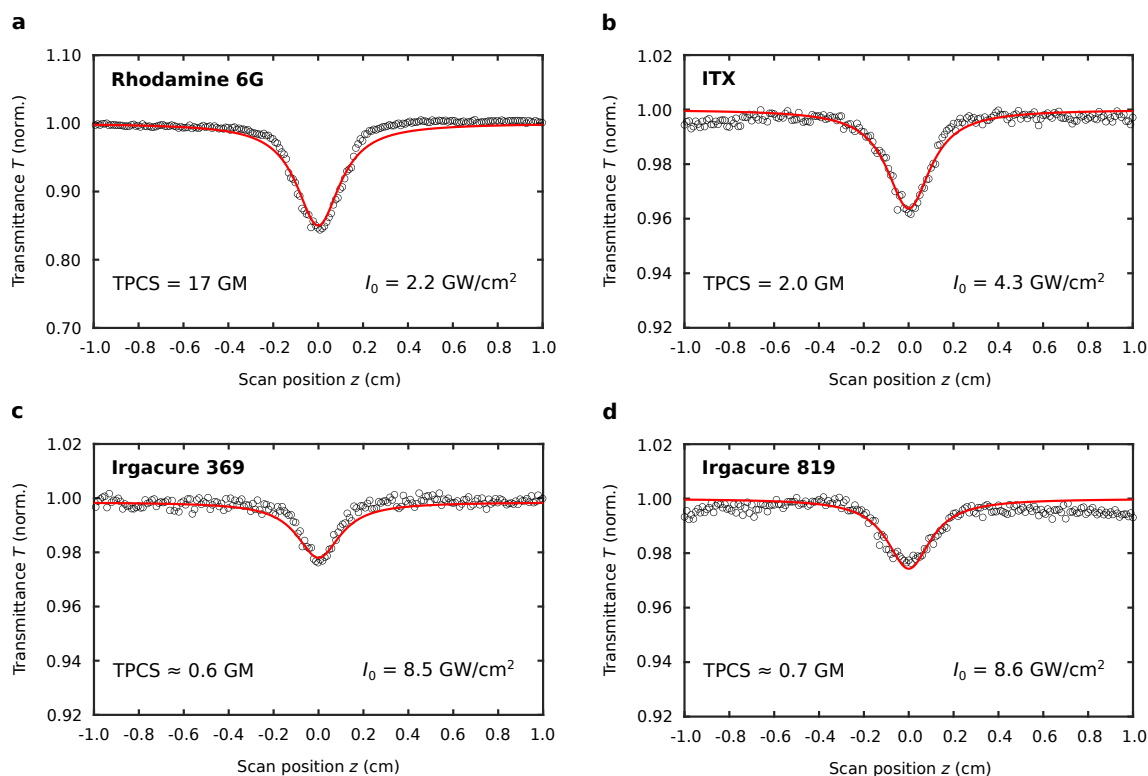 a
Rhodamine 6G
Transmittance T (norm.)
1.10
1.00
0.90
0.80
0.70
TPCS = 17 GM
I0 = 2.2 GW/cm²
-1.0 -0.8 -0.6 -0.4 -0.2 0.0 0.2 0.4 0.6 0.8 1.0
Scan position z (cm)
b
ITX
Transmittance T (norm.)
1.02
1.00
0.98
0.96
0.94
0.92
TPCS = 2.0 GM
I0 = 4.3 GW/cm²
-1.0 -0.8 -0.6 -0.4 -0.2 0.0 0.2 0.4 0.6 0.8 1.0
Scan position z (cm)
c
Irgacure 369
Transmittance T (norm.)
1.02
1.00
0.98
0.96
0.94
0.92
TPCS ≈ 0.6 GM
I0 = 8.5 GW/cm²
-1.0 -0.8 -0.6 -0.4 -0.2 0.0 0.2 0.4 0.6 0.8 1.0
Scan position z (cm)
d
Irgacure 819
Transmittance T (norm.)
1.02
1.00
0.98
0.96
0.94
0.92
TPCS ≈ 0.7 GM
I0 = 8.6 GW/cm²
-1.0 -0.8 -0.6 -0.4 -0.2 0.0 0.2 0.4 0.6 0.8 1.0
Scan position z (cm)